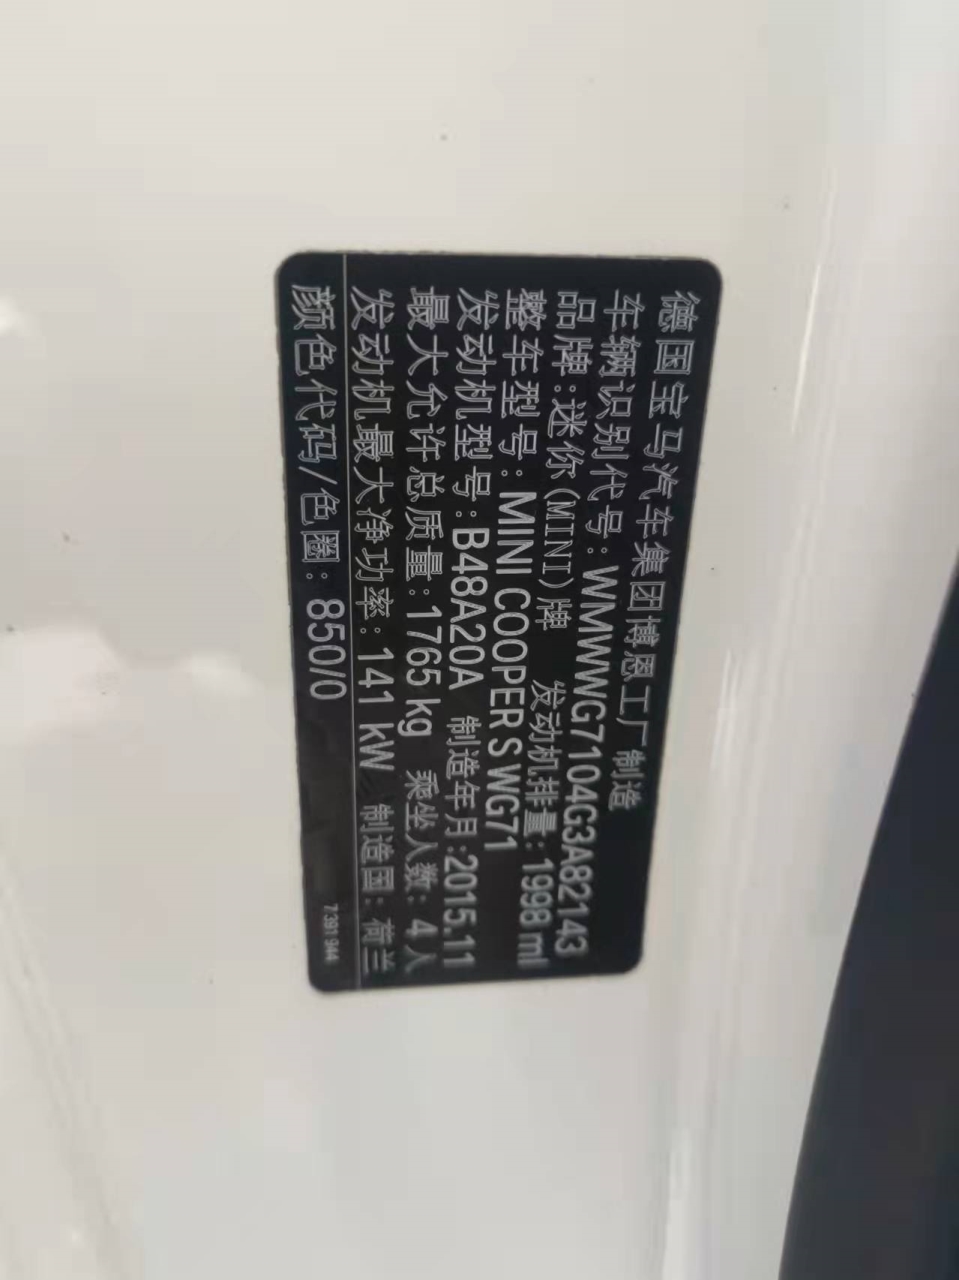 德国宝马汽车集团博恩工厂制造
车辆识别代号:WMWWG7104G3A82143
品牌:迷你(MINI)牌 发动机排量:1998 ml
整车型号:MINI COOPER S WG71
发动机型号:B48A20A 制造年月:2015.11
最大允许总质量:1765 kg 乘坐人数:4人
发动机最大净功率:141 kW 制造国:荷兰
颜色代码/色圈:850/0
7 391 944